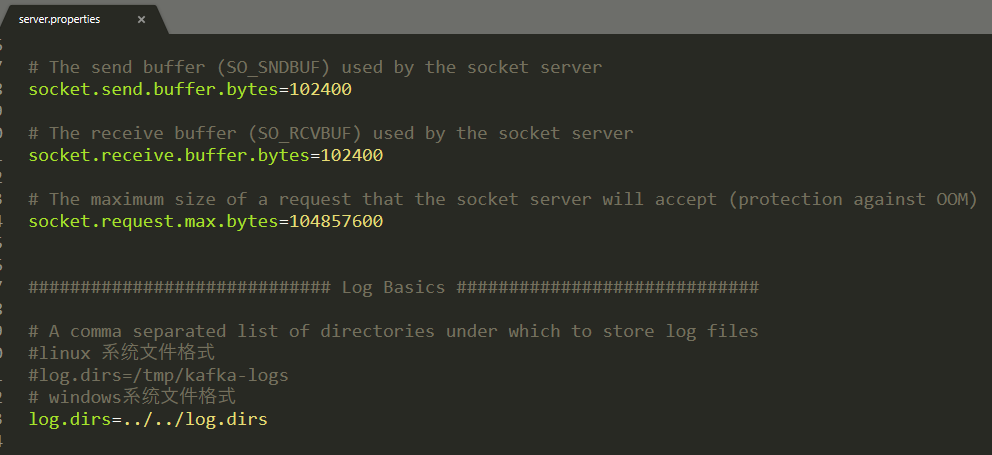 server.properties ×
# The send buffer (SO_SNDBUF) used by the socket server
socket.send.buffer.bytes=102400
# The receive buffer (SO_RCVBUF) used by the socket server
socket.receive.buffer.bytes=102400
# The maximum size of a request that the socket server will accept (protection against OOM)
socket.request.max.bytes=104857600
############################# Log Basics #############################
# A comma separated list of directories under which to store log files
#linux 系统文件格式
#log.dirs=/tmp/kafka-logs
# windows系统文件格式
log.dirs=../../log.dirs